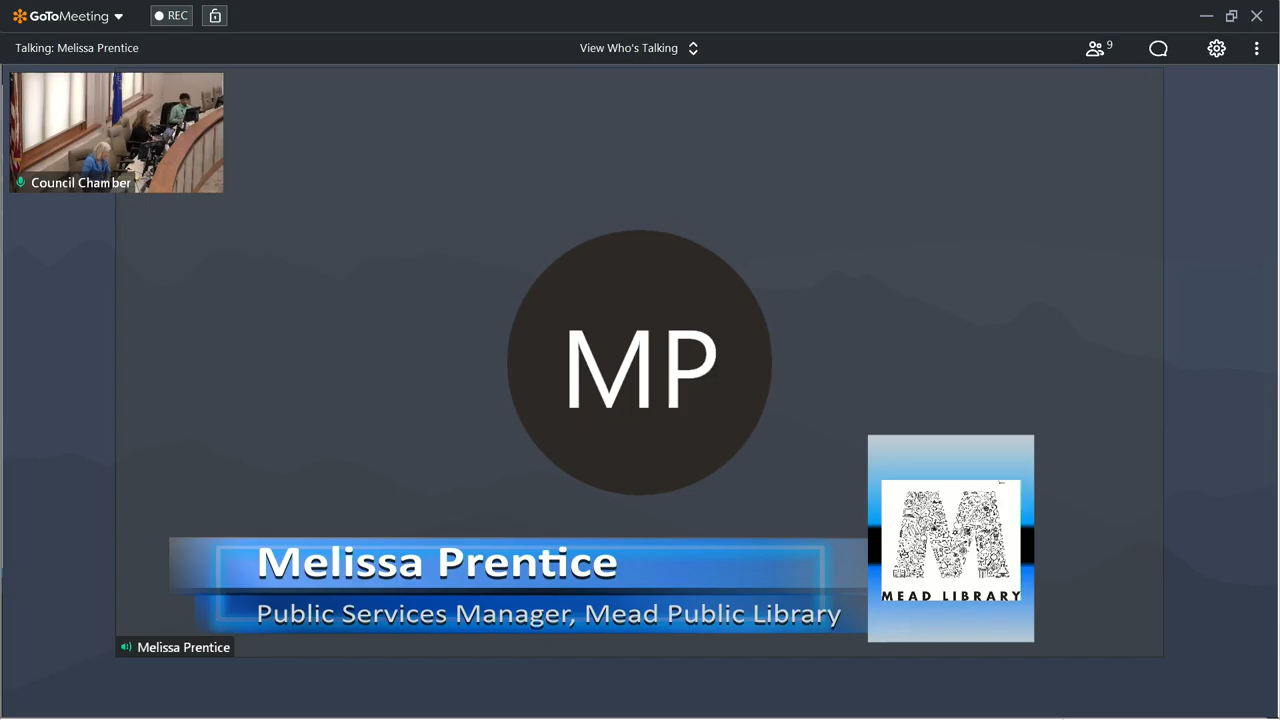 GoToMeeting
REC
Talking: Melissa Prentice
View Who's Talking
9
Council Chamber
MP
Melissa Prentice
Public Services Manager, Mead Public Library
M
MEAD LIBRARY
Melissa Prentice